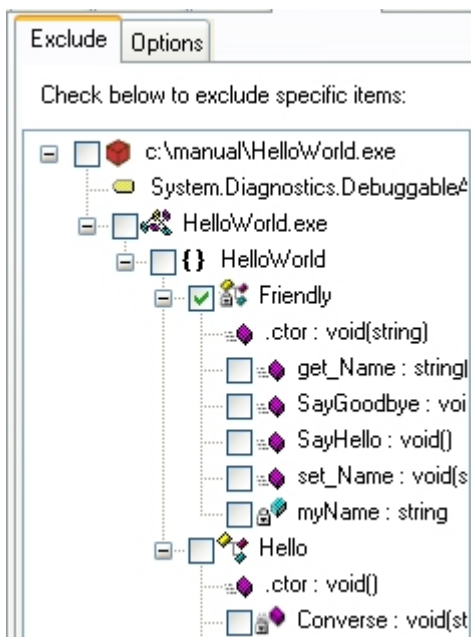 Exclude Options
Check below to exclude specific items:
c:\manual\HelloWorld.exe
System.Diagnostics.Debuggable
HelloWorld.exe
{ } HelloWorld
Friendly
.ctor : void(string)
get_Name : string(
SayGoodbye : voi
SayHello : void()
set_Name : void(s
myName : string
Hello
.ctor : void()
Converse : void(st